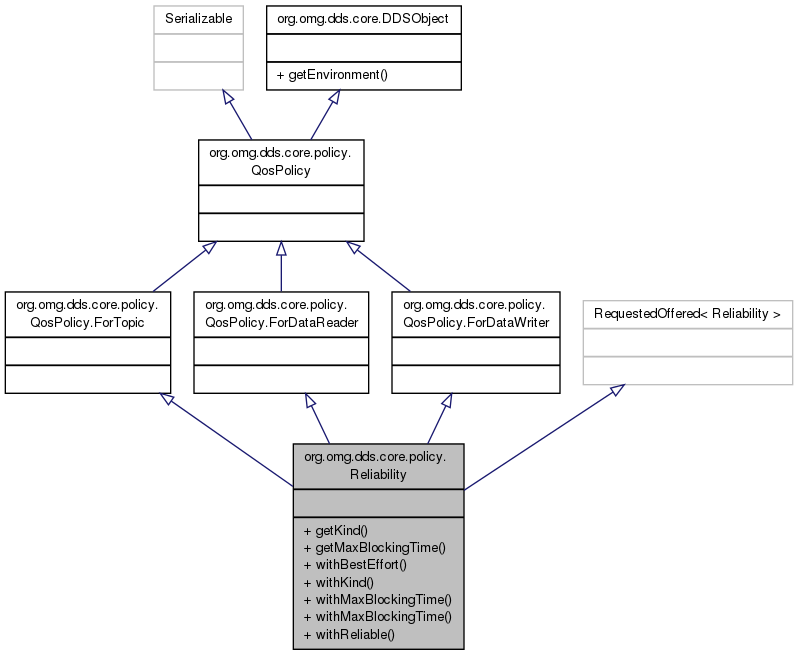 Serializable
org.omg.dds.core.DDSObject
+ getEnvironment()
org.omg.dds.core.policy.
QosPolicy
org.omg.dds.core.policy.
QosPolicy.ForTopic
org.omg.dds.core.policy.
QosPolicy.ForDataReader
org.omg.dds.core.policy.
QosPolicy.ForDataWriter
RequestedOffered< Reliability >
org.omg.dds.core.policy.
Reliability
+ getKind()
+ getMaxBlockingTime()
+ withBestEffort()
+ withKind()
+ withMaxBlockingTime()
+ withMaxBlockingTime()
+ withReliable()